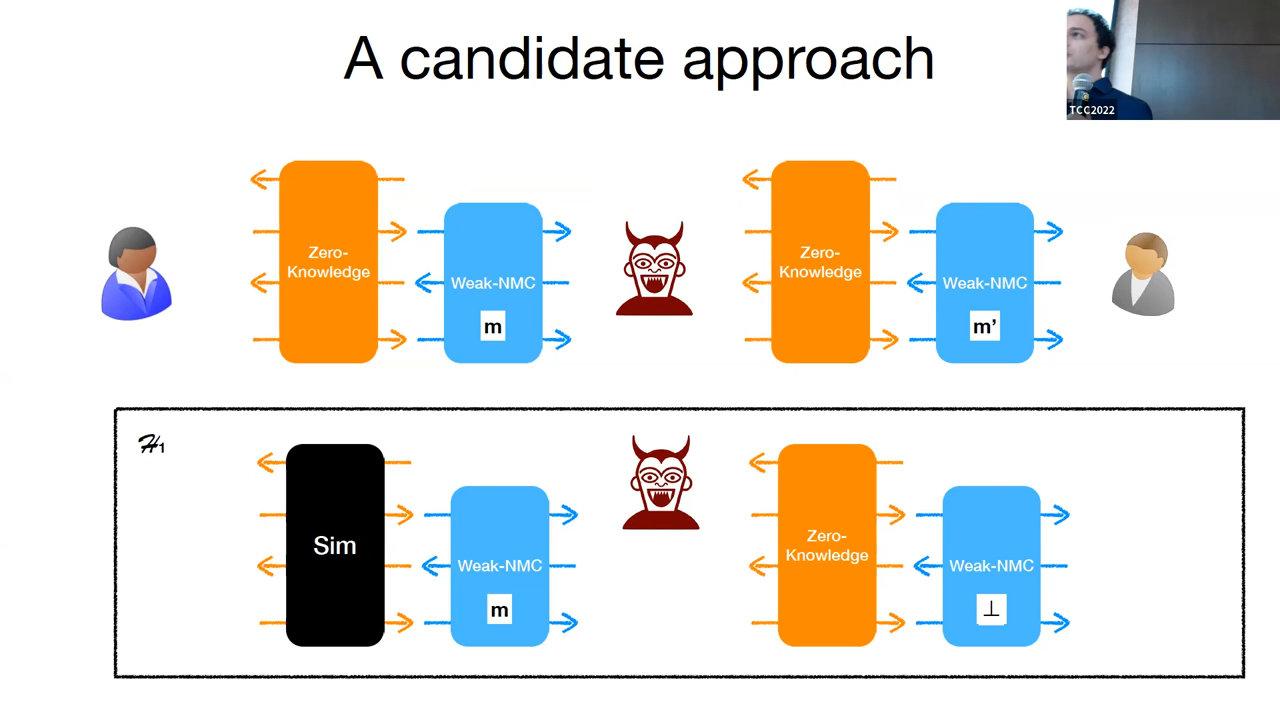 A candidate approach
TCC2022
Zero-
Knowledge
Weak-NMC
m
Zero-
Knowledge
Weak-NMC
m'
ℋ1
Sim
Weak-NMC
m
Zero-
Knowledge
Weak-NMC
⊥